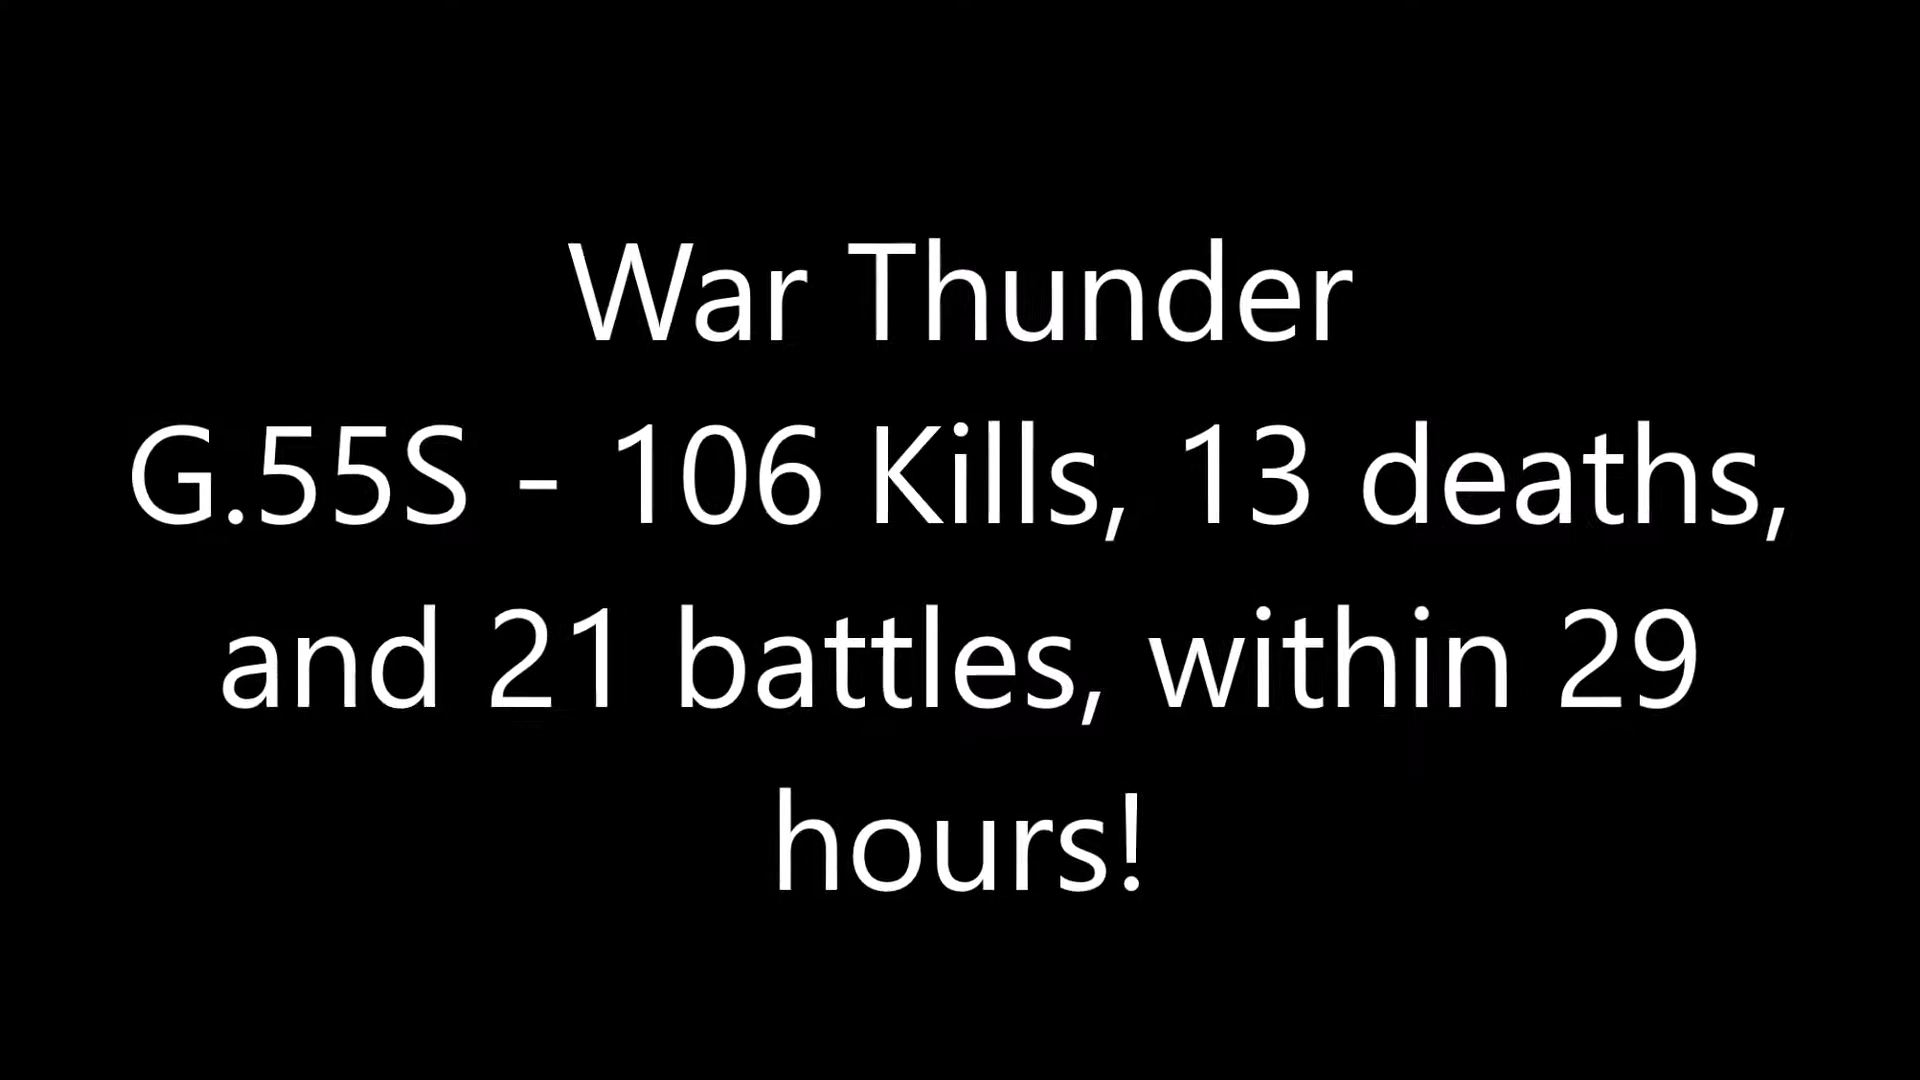 War Thunder
G.55S - 106 Kills, 13 deaths,
and 21 battles, within 29
hours!